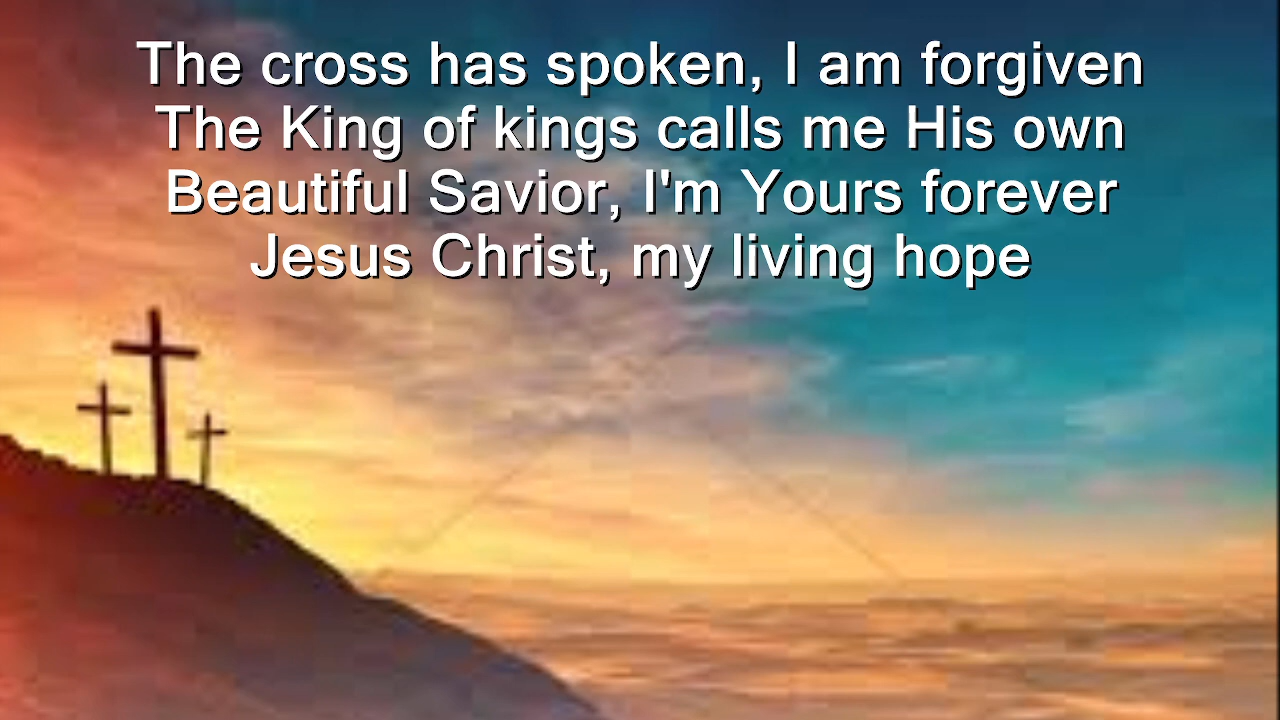 The cross has spoken, I am forgiven
The King of kings calls me His own
Beautiful Savior, I'm Yours forever
Jesus Christ, my living hope